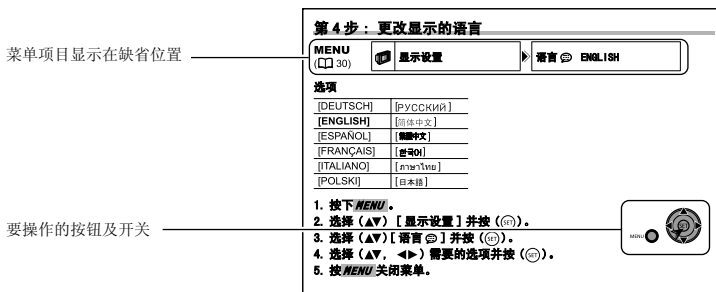 第4步：更改显示的语言
菜单项目显示在缺省位置
MENU
(30)
显示设置
语言 ENGLISH
选项
[DEUTSCH] [РУССКИЙ]
[ENGLISH] [简体中文]
[ESPAÑOL] [繁體中文]
[FRANÇAIS] [한국어]
[ITALIANO] [ภาษาไทย]
[POLSKI] [日本語]
1. 按下 MENU。
2. 选择（▲▼）［显示设置］并按（SET）。
要操作的按钮及开关
3. 选择（▲▼）［语言］并按（SET）。
4. 选择（▲▼，◀▶）需要的选项并按（SET）。
5. 按 MENU 关闭菜单。
MENU
SET